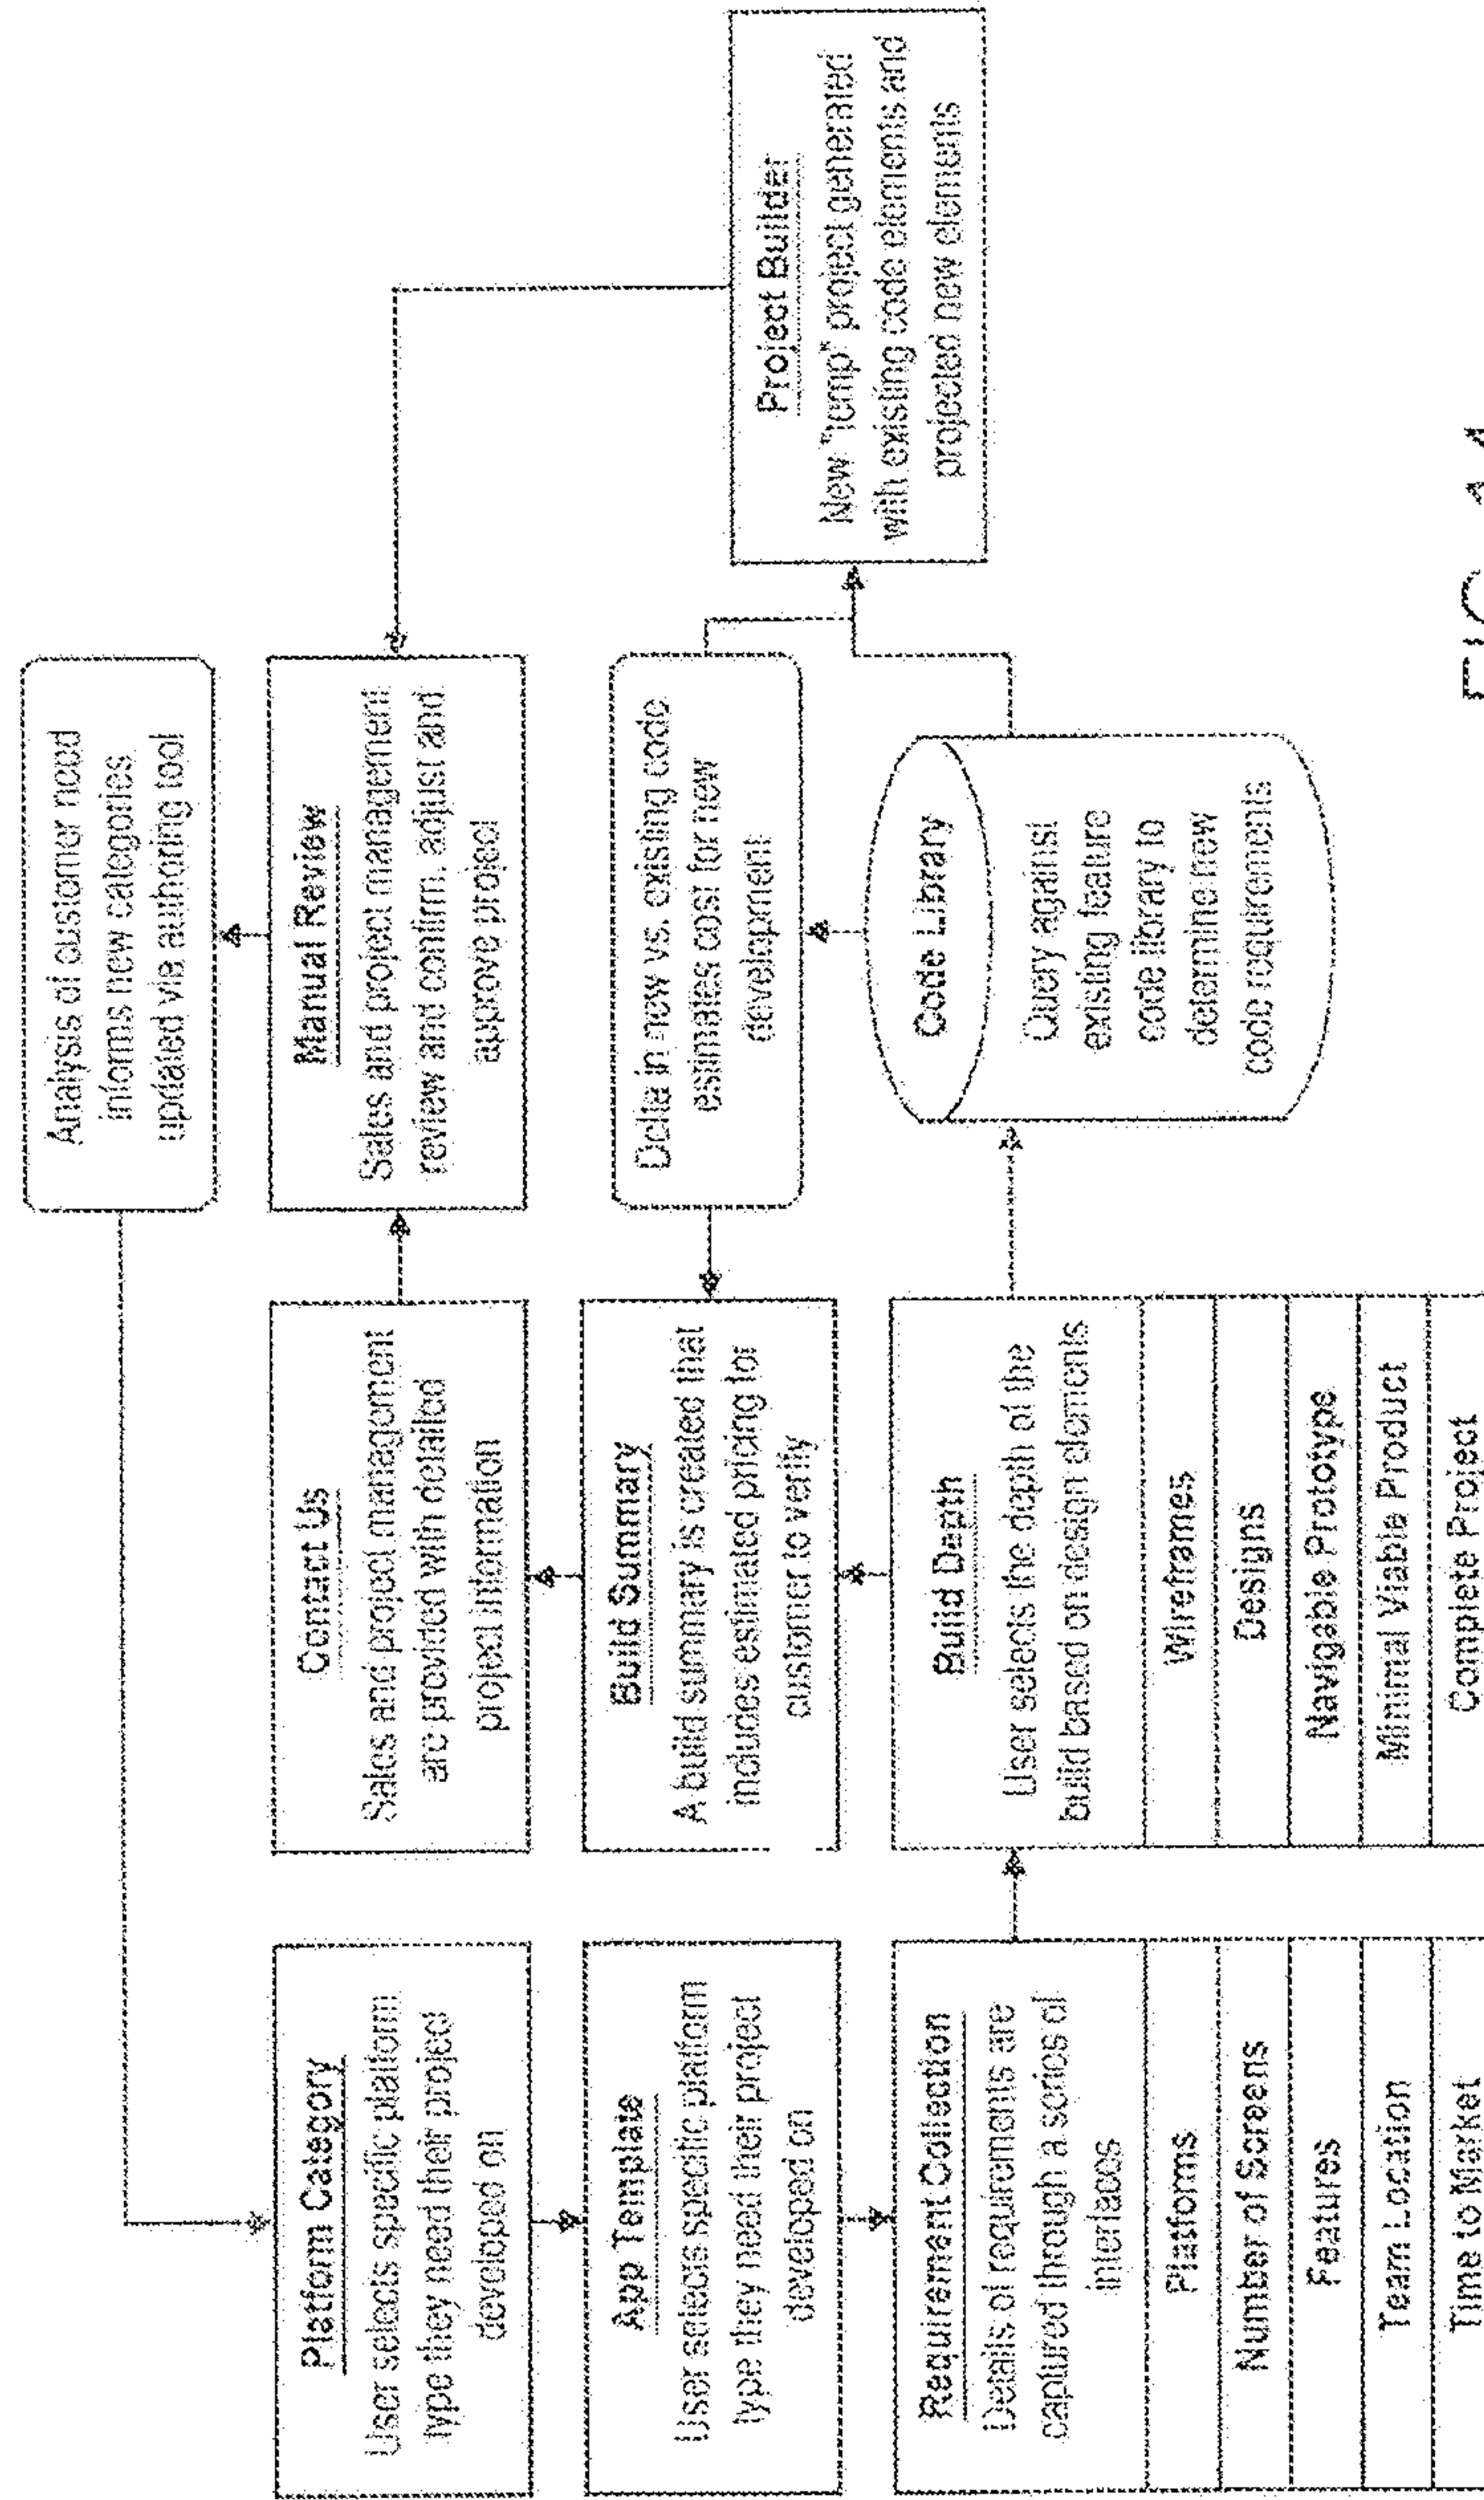 Analysis of customer need
informs new categories
updated via authoring tool
Platform Category
User selects specific platform
type they need their project
developed on
Contact Us
Sales and project management
are provided with detailed
project information
Manual Review
Sales and project management
review and confirm, adjust and
approve project
App Template
User selects specific platform
type they need their project
developed on
Build Summary
A build summary is created that
includes estimated pricing for
customer to verify
Delta in new vs. existing code
estimates cost for new
development
Project Builder
New "temp" project generated
with existing code elements and
projected new elements
Requirement Collection
Details of requirements are
captured through a series of
interfaces
Platforms
Number of Screens
Features
Team Location
Time to Market
Build Depth
User selects the depth of the
build based on design elements
Wireframes
Designs
Navigable Prototype
Minimal Viable Product
Complete Project
Code Library
Query against
existing feature
code library to
determine new
code requirements